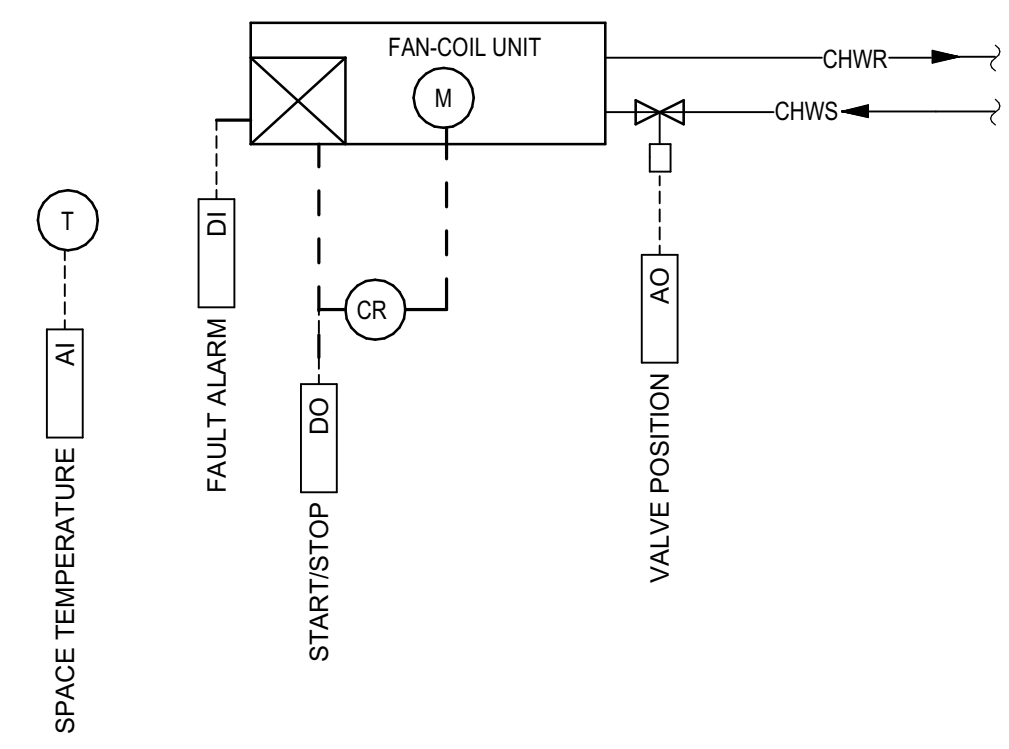 FAN-COIL UNIT
CHWR
M
CHWS
T
DI
CR
AO
AI
FAULT ALARM
DO
VALVE POSITION
SPACE TEMPERATURE
START/STOP